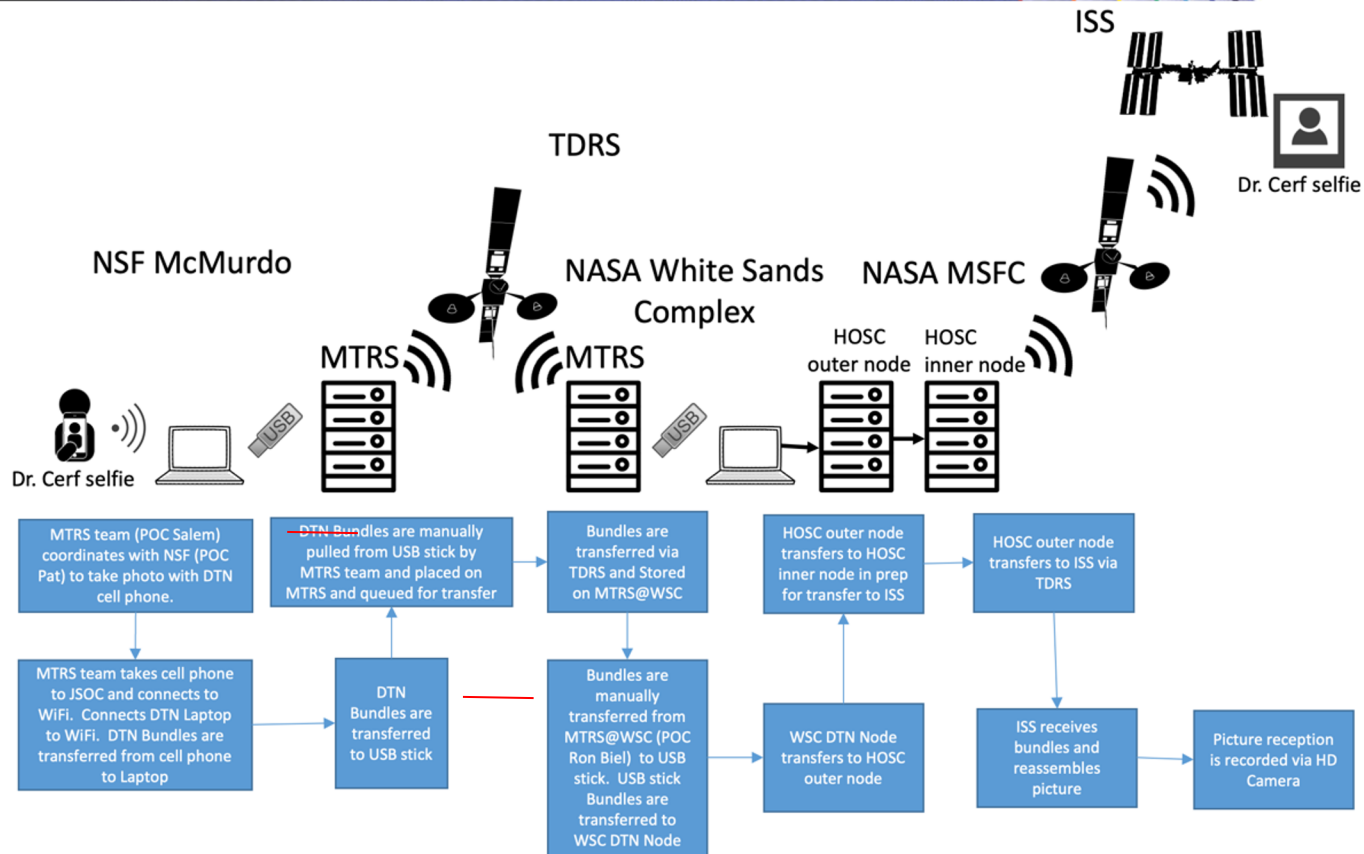 ISS
Dr. Cerf selfie
TDRS
NSF McMurdo
NASA White Sands
Complex
NASA MSFC
HOSC
outer node
HOSC
inner node
MTRS
MTRS
USB
USB
Dr. Cerf selfie
MTRS team (POC Salem)
coordinates with NSF (POC
Pat) to take photo with DTN
cell phone.
MTRS team takes cell phone
to JSOC and connects to
WiFi. Connects DTN Laptop
to WiFi. DTN Bundles are
transferred from cell phone
to Laptop
DTN
Bundles are
transferred
to USB stick
DTN Bundles are manually
pulled from USB stick by
MTRS team and placed on
MTRS and queued for transfer
Bundles are
transferred via
TDRS and Stored
on MTRS@WSC
Bundles are
manually
transferred from
MTRS@WSC (POC
Ron Biel) to USB
stick. USB stick
Bundles are
transferred to
WSC DTN Node
WSC DTN Node
transfers to HOSC
outer node
HOSC outer node
transfers to HOSC
inner node in prep
for transfer to ISS
HOSC outer node
transfers to ISS via
TDRS
ISS receives
bundles and
reassembles
picture
Picture reception
is recorded via HD
Camera